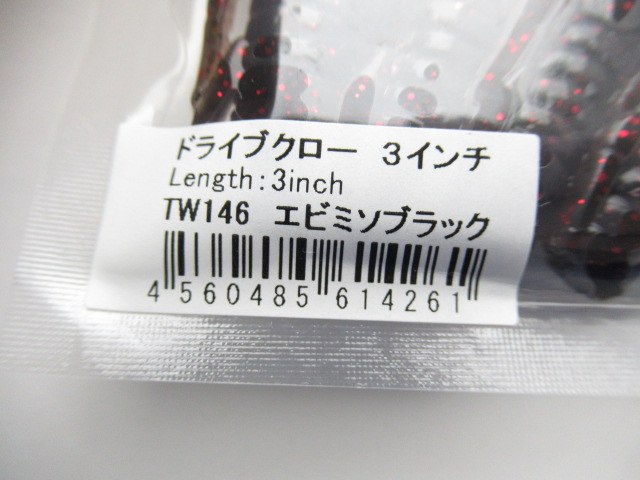 ドライブクロー 3インチ
Length:3inch
TW146 エビミソブラック
4 560485 614261